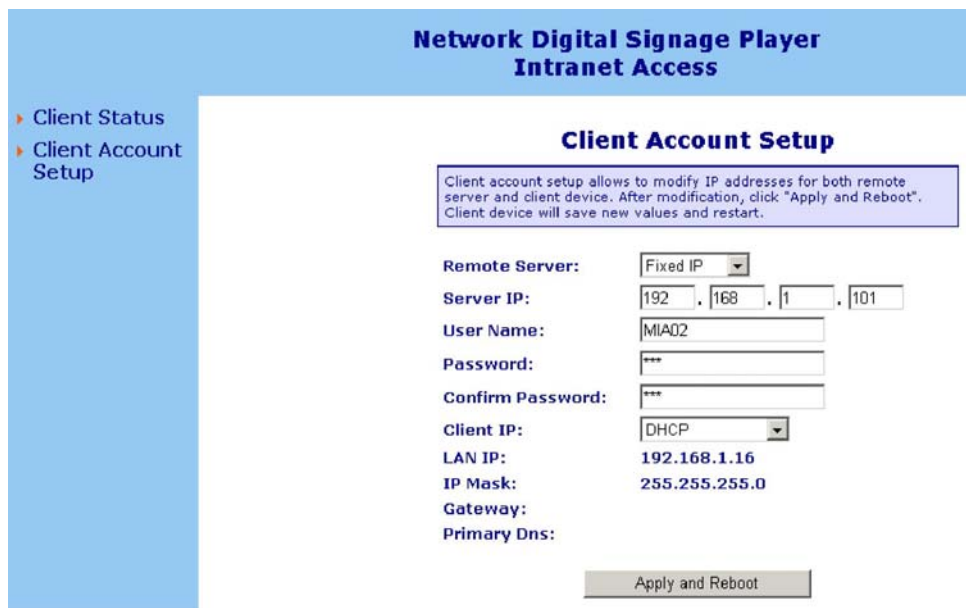 Network Digital Signage Player
Intranet Access
Client Status
Client Account
Setup
Client Account Setup
Client account setup allows to modify IP addresses for both remote
server and client device. After modification, click "Apply and Reboot".
Client device will save new values and restart.
Remote Server: Fixed IP
Server IP: 192 . 168 . 1 . 101
User Name: MIA02
Password: ***
Confirm Password: ***
Client IP: DHCP
LAN IP: 192.168.1.16
IP Mask: 255.255.255.0
Gateway:
Primary Dns:
Apply and Reboot